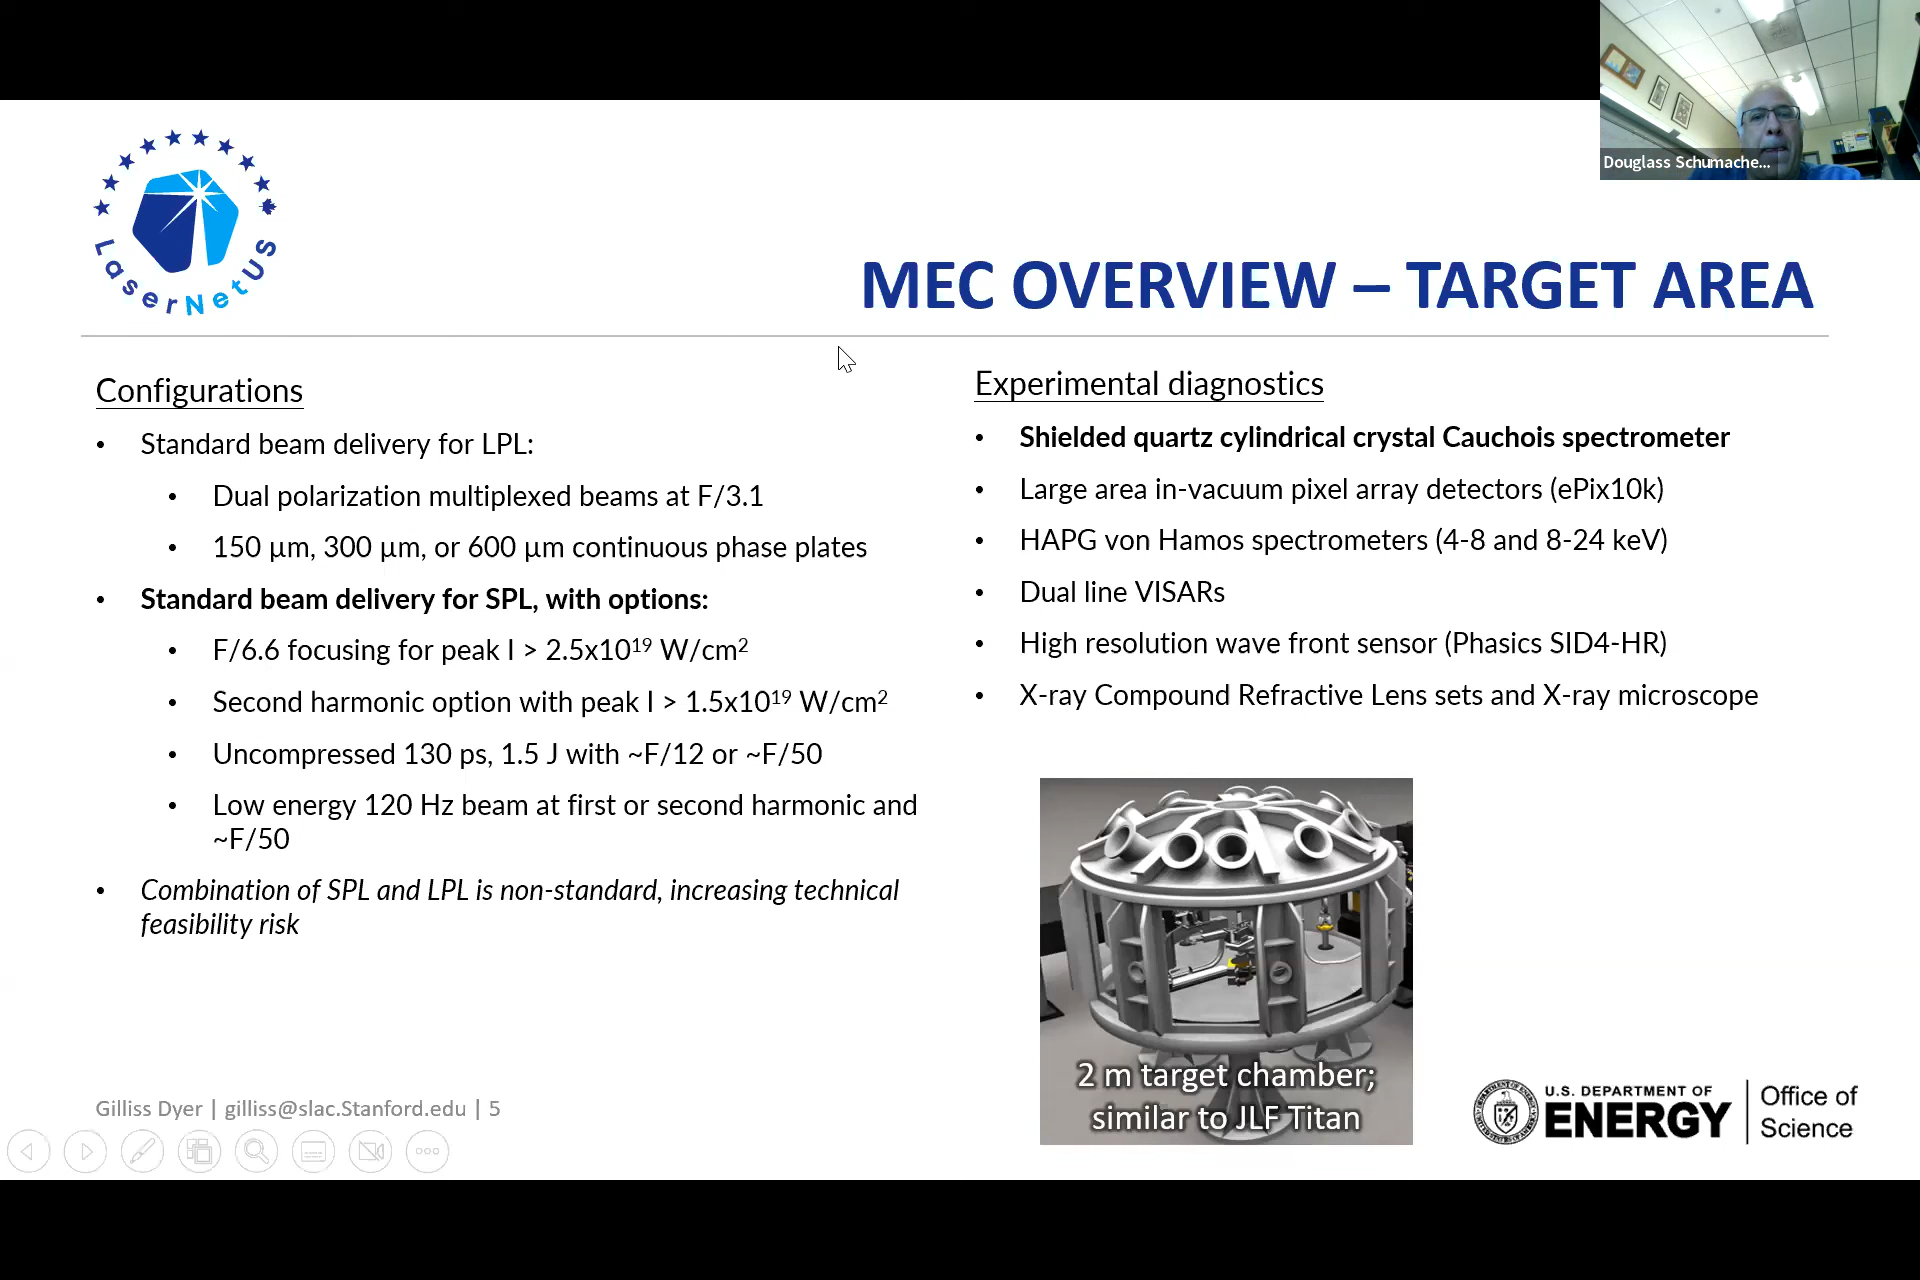 Douglass Schumache...
LaserNetUS
MEC OVERVIEW – TARGET AREA
Configurations
• Standard beam delivery for LPL:
• Dual polarization multiplexed beams at F/3.1
• 150 µm, 300 µm, or 600 µm continuous phase plates
• Standard beam delivery for SPL, with options:
• F/6.6 focusing for peak I > 2.5x10¹⁹ W/cm²
• Second harmonic option with peak I > 1.5x10¹⁹ W/cm²
• Uncompressed 130 ps, 1.5 J with ~F/12 or ~F/50
• Low energy 120 Hz beam at first or second harmonic and
~F/50
• Combination of SPL and LPL is non-standard, increasing technical
feasibility risk
Experimental diagnostics
• Shielded quartz cylindrical crystal Cauchois spectrometer
• Large area in-vacuum pixel array detectors (ePix10k)
• HAPG von Hamos spectrometers (4-8 and 8-24 keV)
• Dual line VISARs
• High resolution wave front sensor (Phasics SID4-HR)
• X-ray Compound Refractive Lens sets and X-ray microscope
2 m target chamber;
similar to JLF Titan
Gilliss Dyer | gilliss@slac.Stanford.edu | 5
U.S. DEPARTMENT OF
ENERGY
Office of
Science